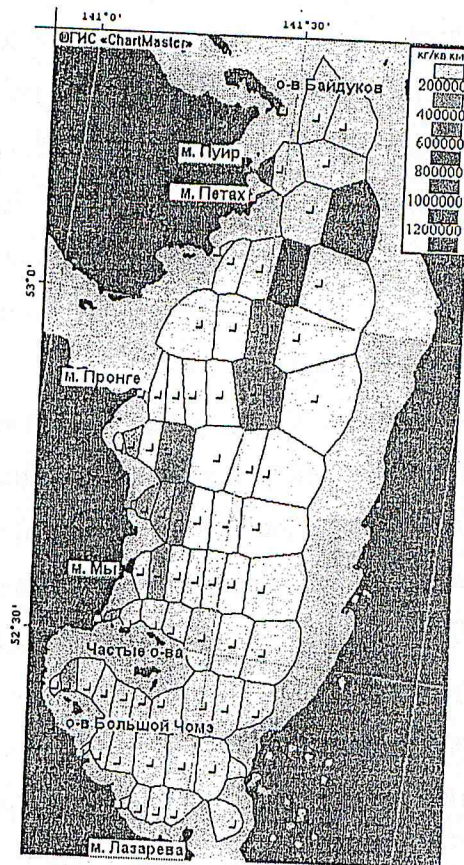 141°0'
141°30'
©ГИС «ChartMaster»
кг/кв км
200000
400000
600000
800000
1000000
1200000
о-в Байдуков
м. Пуир
м. Петах
53°0'
м. Пронге
м. Мы
52°30'
Частые о-ва
о-в Большой Чомэ
м. Лазарева